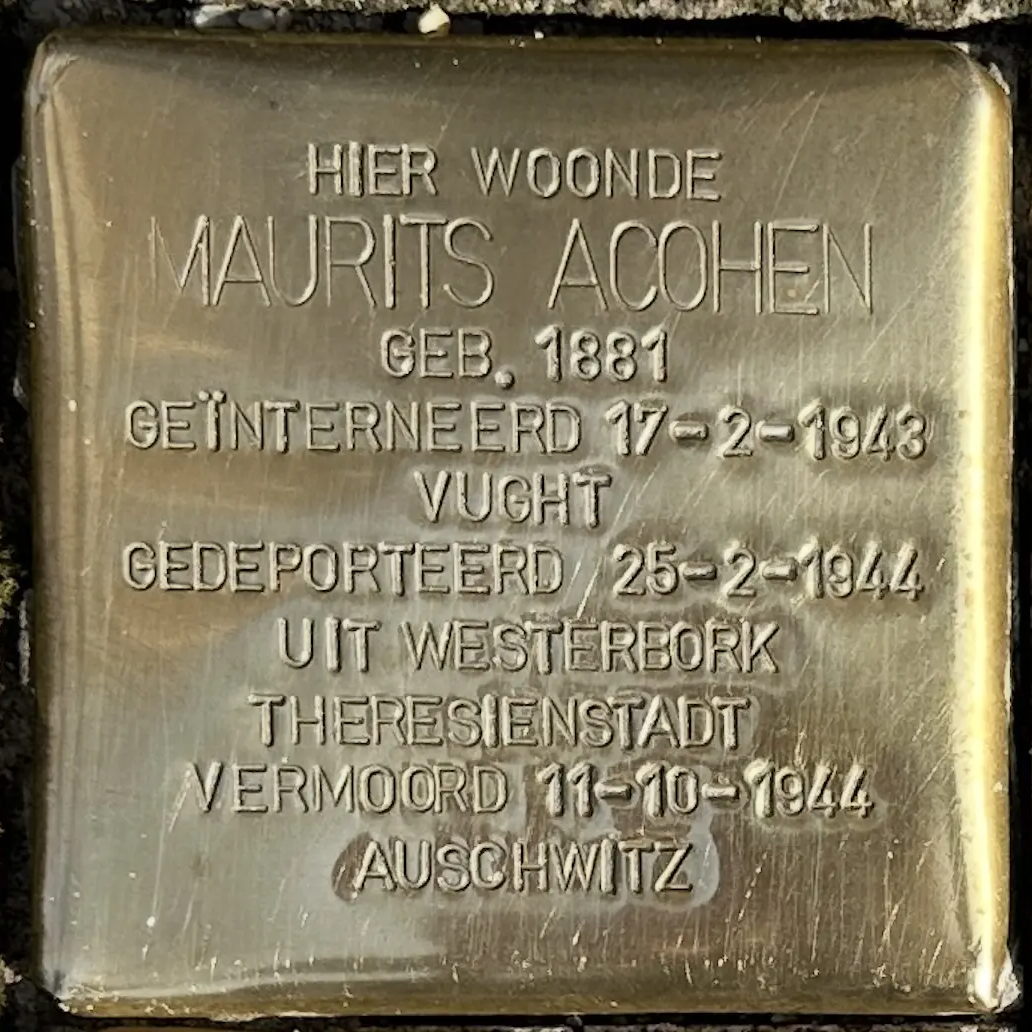 HIER WOONDE
MAURITS ACOHEN
GEB. 1881
GEÏNTERNEERD 17-2-1943
VUGHT
GEDEPORTEERD 25-2-1944
UIT WESTERBORK
THERESIENSTADT
VERMOORD 11-10-1944
AUSCHWITZ